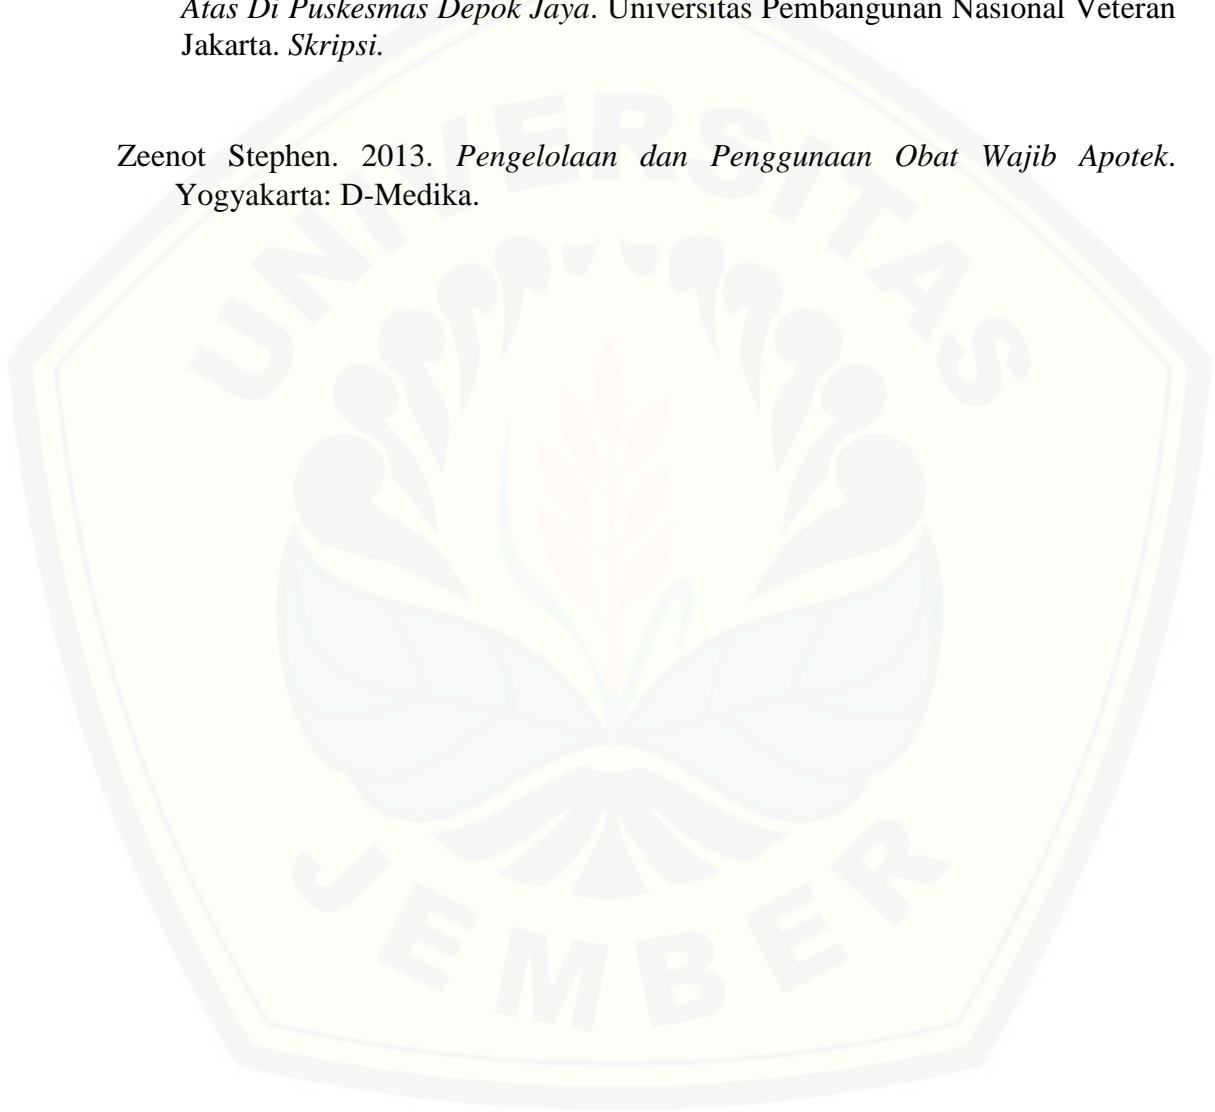 Atas Di Puskesmas Depok Jaya. Universitas Pembangunan Nasional Veteran
Jakarta. Skripsi.
Zeenot Stephen. 2013. Pengelolaan dan Penggunaan Obat Wajib Apotek.
Yogyakarta: D-Medika.
UNIVERSITAS
JEMBER